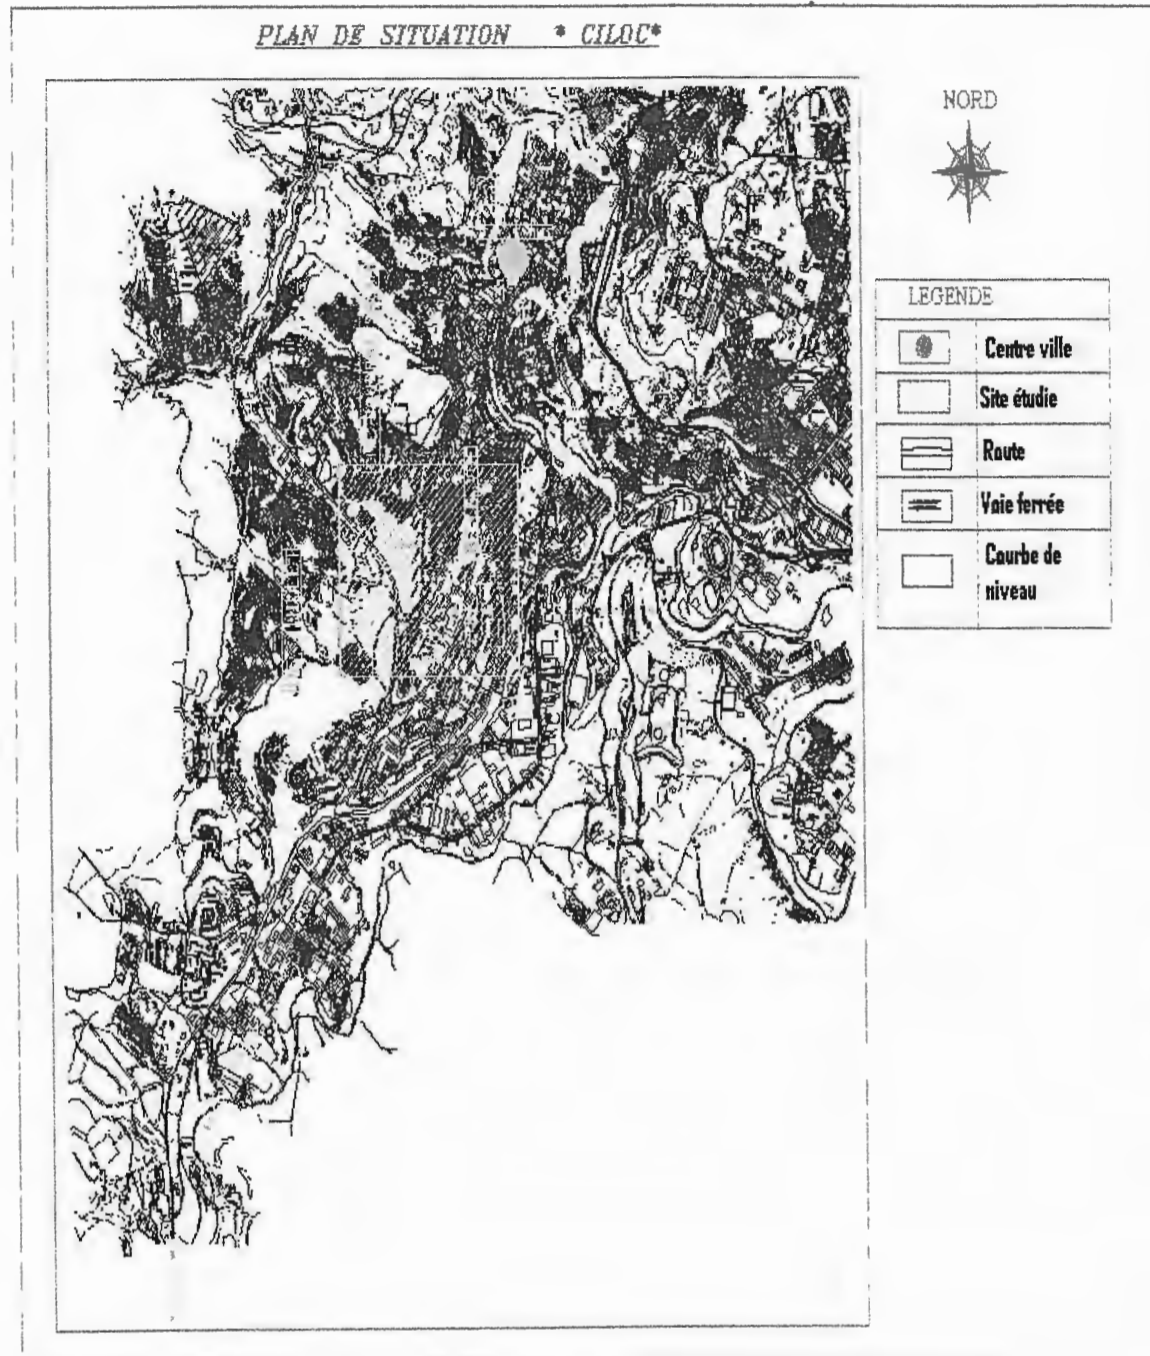 PLAN DE SITUATION * CILOC*
NORD
LEGENDE
Centre ville
Site étudie
Route
Voie ferrée
Courbe de
niveau